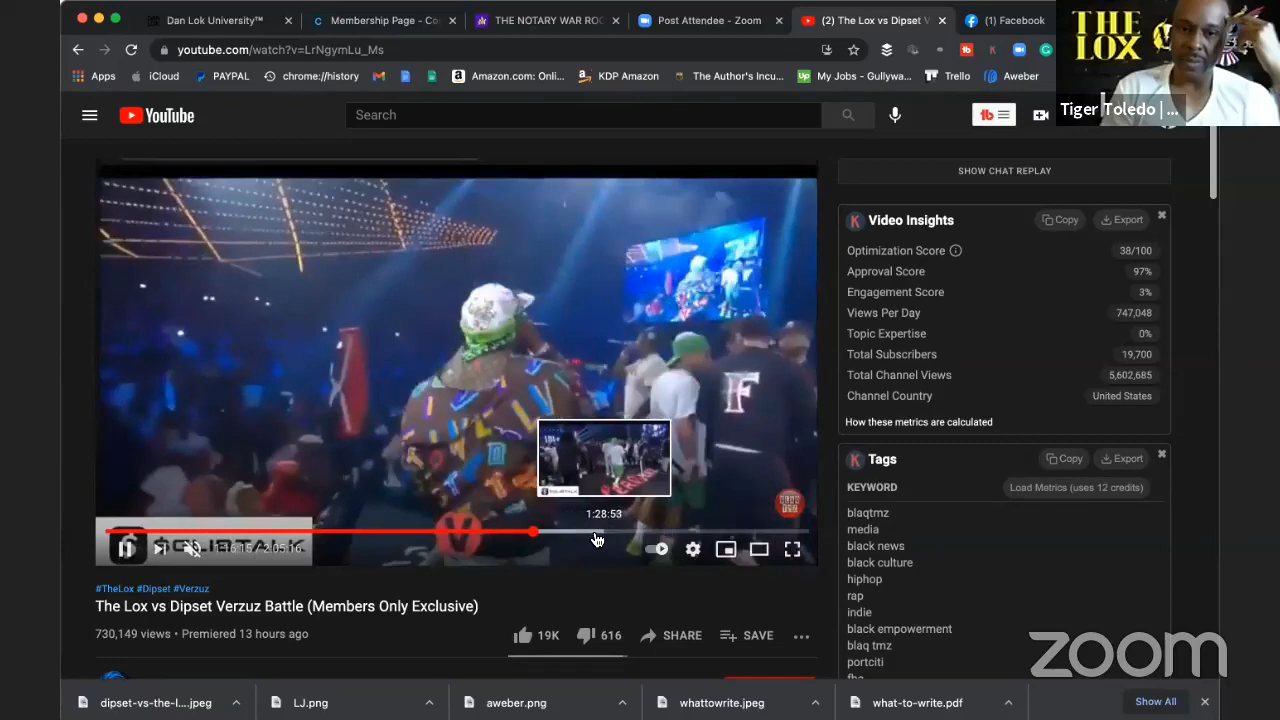 Dan Lok University™
Membership Page - Co
THE NOTARY WAR ROO
Post Attendee - Zoom
(2) The Lox vs Dipset V
(1) Facebook
youtube.com/watch?v=LrNgymLu_Ms
Apps
iCloud
PAYPAL
chrome://history
Amazon.com: Onli...
KDP Amazon
The Author's Incu...
My Jobs - Gullywa...
Trello
Aweber
THE
LOX
Tiger Toledo | ...
YouTube
Search
SHOW CHAT REPLAY
Video Insights
Copy
Export
Optimization Score
38/100
Approval Score
97%
Engagement Score
3%
Views Per Day
747,048
Topic Expertise
0%
Total Subscribers
19,700
Total Channel Views
5,602,685
Channel Country
United States
How these metrics are calculated
Tags
Copy
Export
KEYWORD
Load Metrics (uses 12 credits)
blaqtmz
media
black news
black culture
hiphop
rap
indie
black empowerment
blaq tmz
portciti
F
1:28:53
1:16:15 / 2:05:16
#TheLox #Dipset #Verzuz
The Lox vs Dipset Verzuz Battle (Members Only Exclusive)
730,149 views • Premiered 13 hours ago
19K
616
SHARE
SAVE
zoom
dipset-vs-the-l....jpeg
LJ.png
aweber.png
whattowrite.jpeg
what-to-write.pdf
Show All